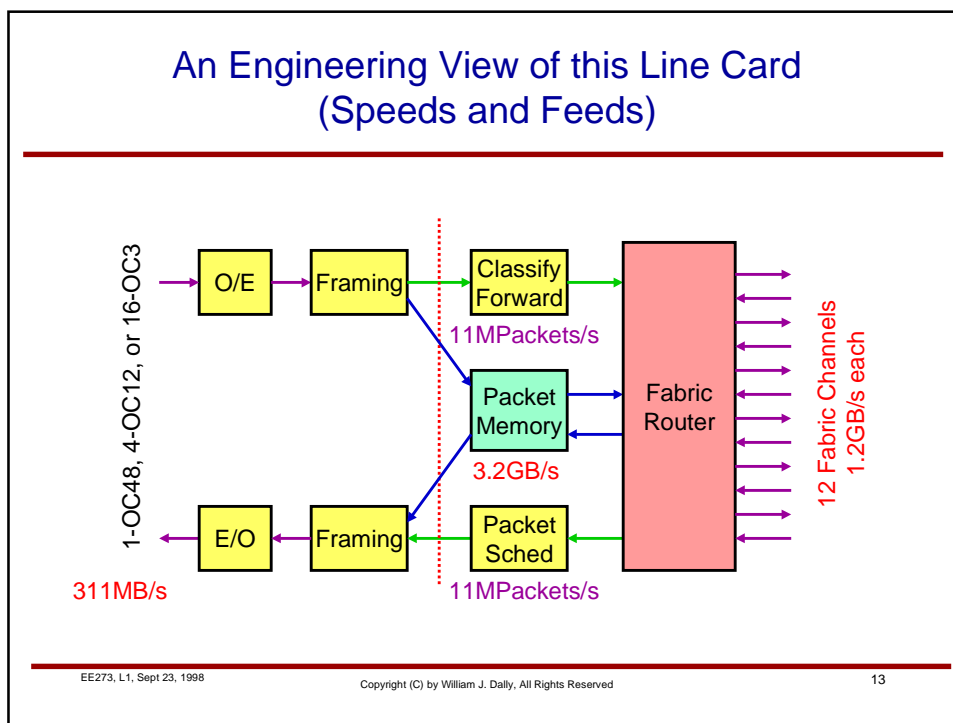 An Engineering View of this Line Card
(Speeds and Feeds)
1-OC48, 4-OC12, or 16-OC3
O/E
Framing
Classify
Forward
11MPackets/s
Packet
Memory
3.2GB/s
Fabric
Router
12 Fabric Channels
1.2GB/s each
E/O
Framing
Packet
Sched
311MB/s
11MPackets/s
EE273, L1, Sept 23, 1998
Copyright (C) by William J. Dally, All Rights Reserved
13